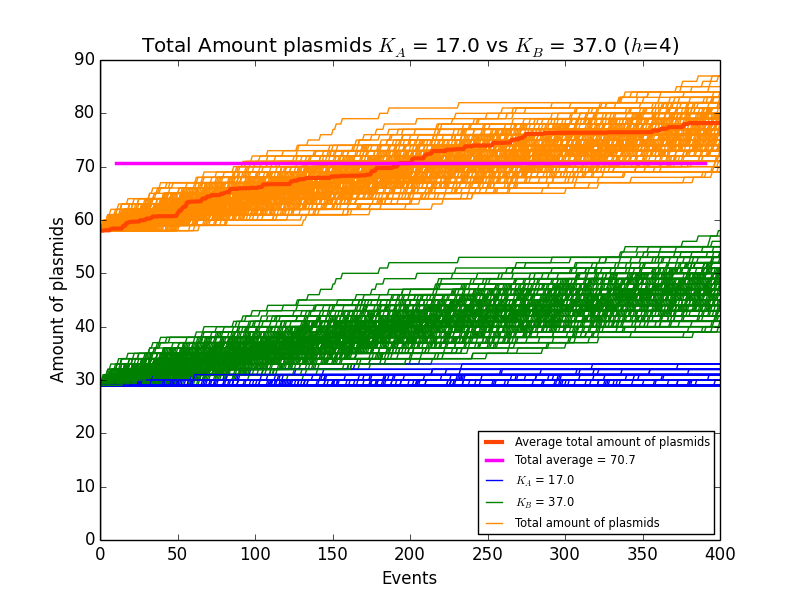 Total Amount plasmids K_A = 17.0 vs K_B = 37.0 (h=4)
90
80
70
60
50
40
30
20
10
0
Amount of plasmids
Average total amount of plasmids
Total average = 70.7
K_A = 17.0
K_B = 37.0
Total amount of plasmids
0 50 100 150 200 250 300 350 400
Events